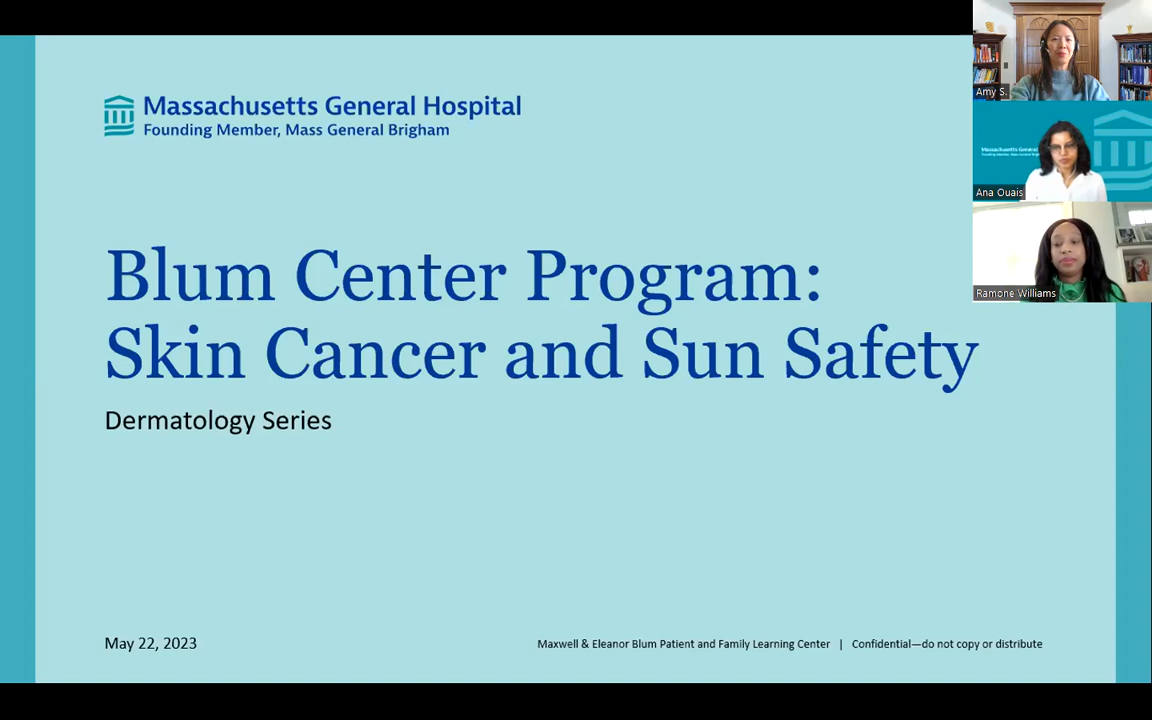 Massachusetts General Hospital
Founding Member, Mass General Brigham
Amy S.
Massachusetts General
Ana Ouais
Ramone Williams
Blum Center Program:
Skin Cancer and Sun Safety
Dermatology Series
May 22, 2023
Maxwell & Eleanor Blum Patient and Family Learning Center | Confidential—do not copy or distribute